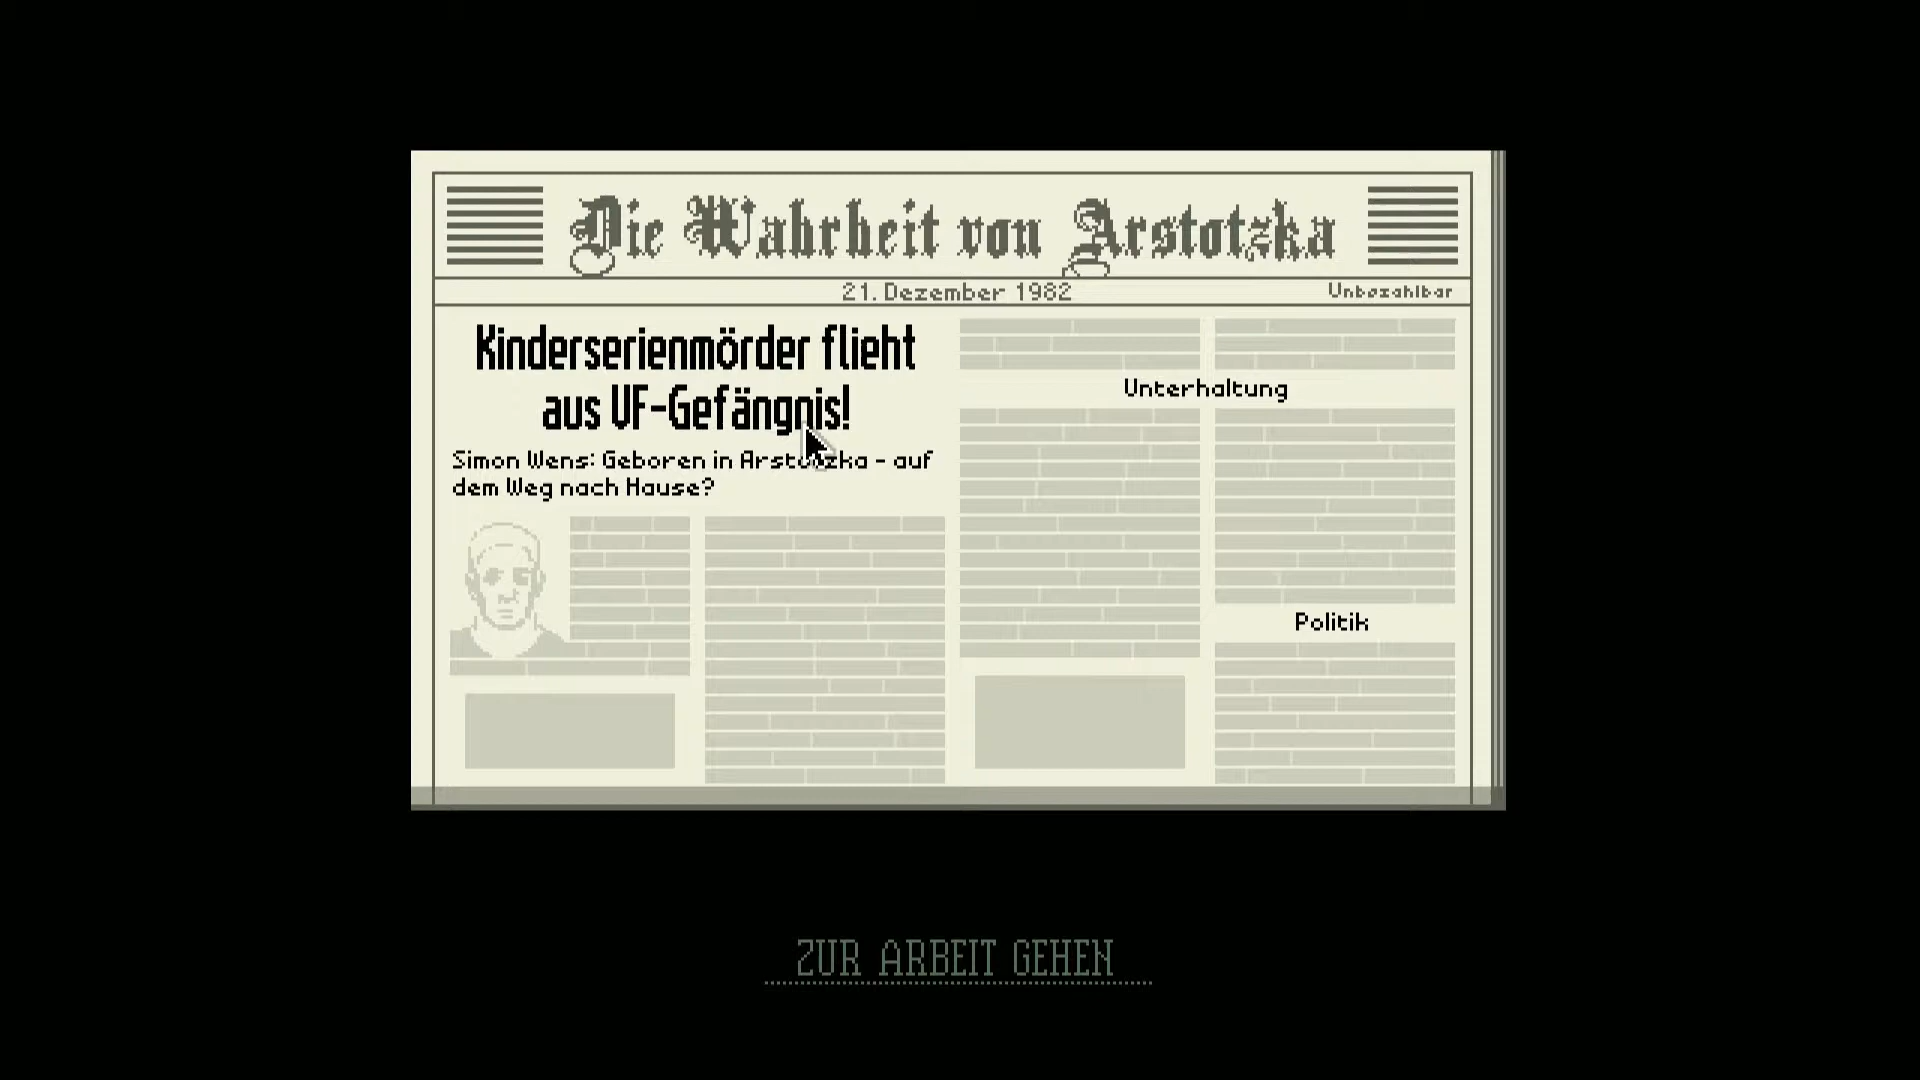 Die Wahrheit von Arstotzka
21. Dezember 1982
Unbezahlbar
Kinderserienmörder flieht
aus VF-Gefängnis!
Simon Wens: Geboren in Arstotzka - auf
dem Weg nach Hause?
Unterhaltung
Politik
ZUR ARBEIT GEHEN